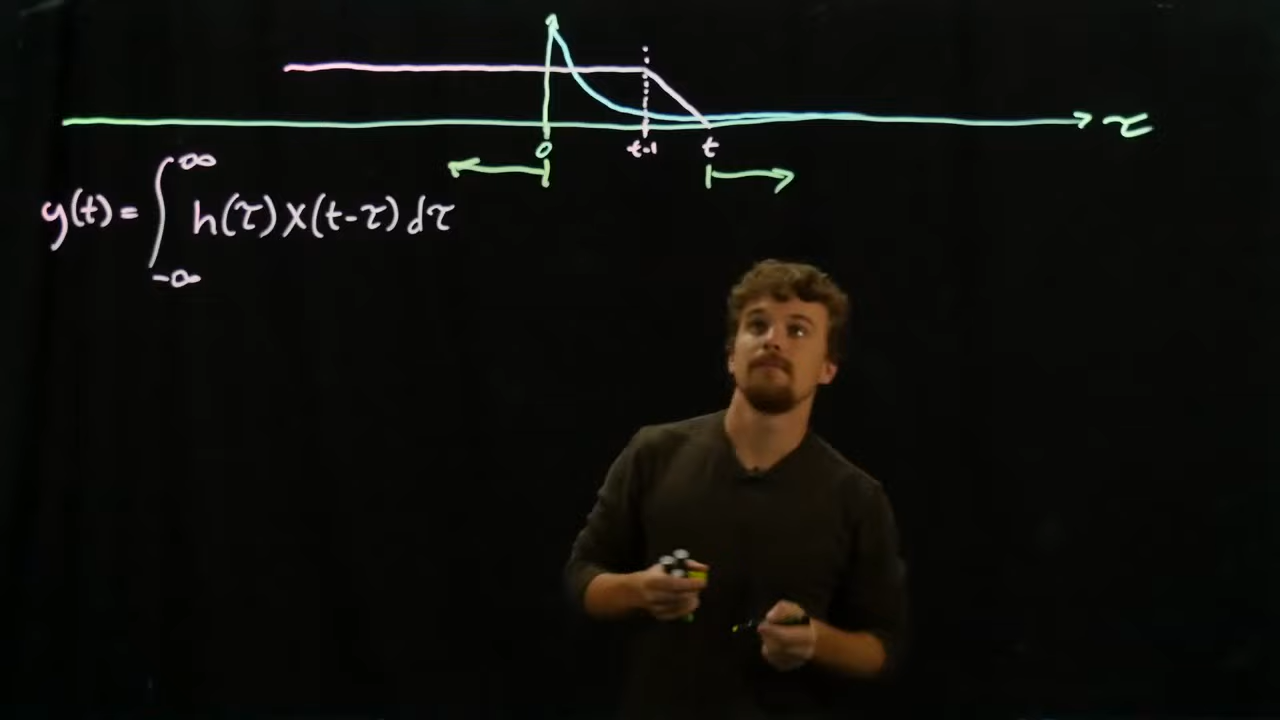 τ
0 t-1 t
y(t) = ∫_{-∞}^{∞} h(τ) x(t-τ) dτ